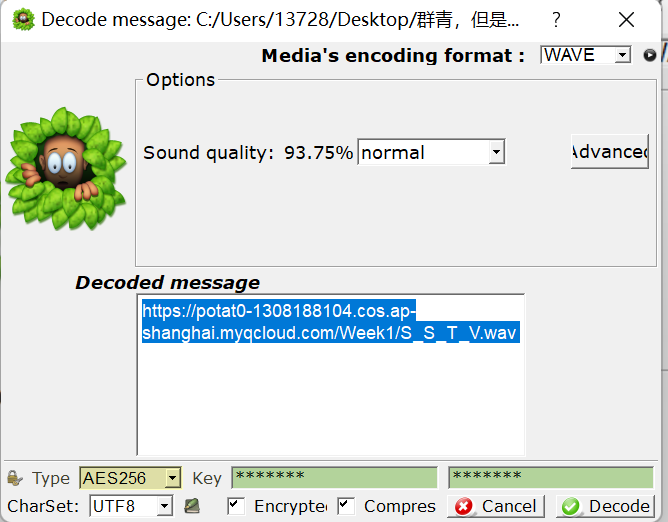 Decode message: C:/Users/13728/Desktop/群青，但是... ?
Media's encoding format : WAVE
Options
Sound quality: 93.75% normal Advanced
Decoded message
https://potat0-1308188104.cos.ap-
shanghai.myqcloud.com/Week1/S_S_T_V.wav
Type AES256 Key ******* *******
CharSet: UTF8 Encrypte Compres Cancel Decode